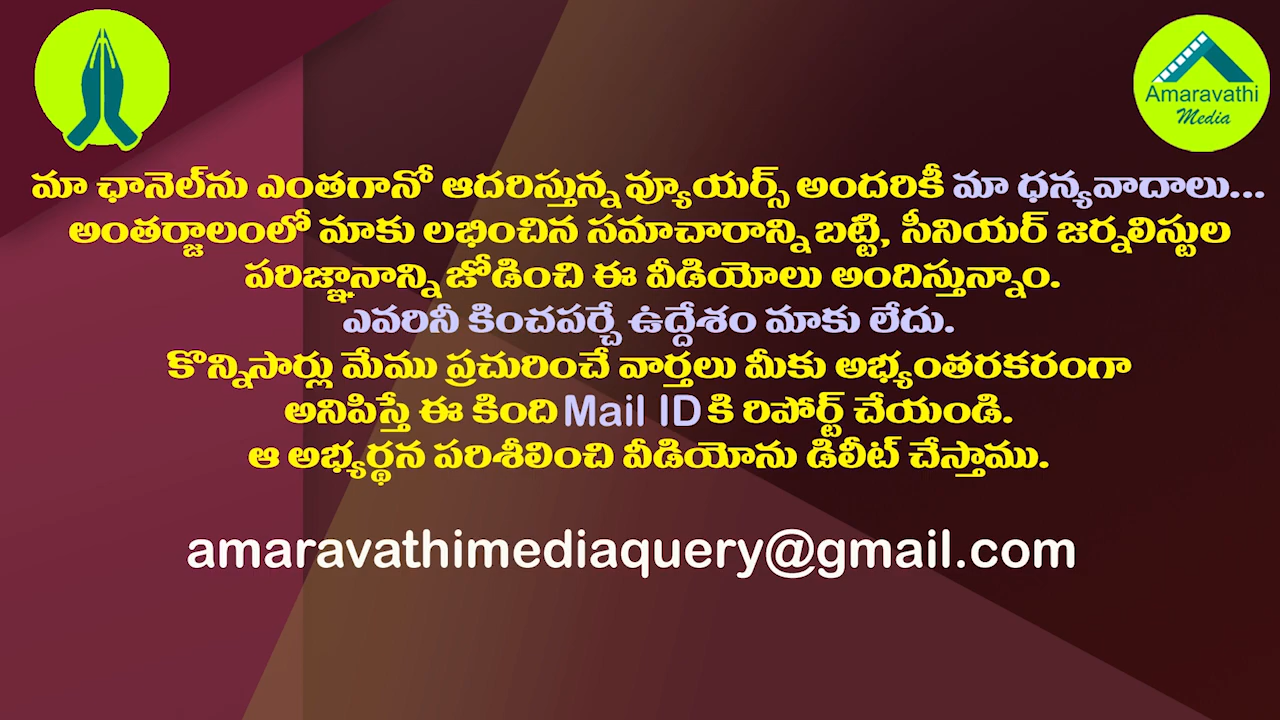 Amaravathi
Media
మా ఛానెల్‌ను ఎంతగానో ఆదరిస్తున్న వ్యూయర్స్ అందరికీ మా ధన్యవాదాలు...
అంతర్జాలంలో మాకు లభించిన సమాచారాన్ని బట్టి, సీనియర్ జర్నలిస్టుల
పరిజ్ఞానాన్ని జోడించి ఈ వీడియోలు అందిస్తున్నాం.
ఎవరినీ కించపర్చే ఉద్దేశం మాకు లేదు.
కొన్నిసార్లు మేము ప్రచురించే వార్తలు మీకు అభ్యంతరకరంగా
అనిపిస్తే ఈ కింది Mail ID కి రిపోర్ట్ చేయండి.
ఆ అభ్యర్థన పరిశీలించి వీడియోను డిలీట్ చేస్తాము.
amaravathimediaquery@gmail.com